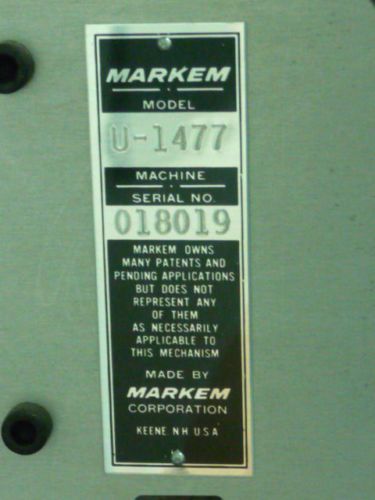 MARKEM
MODEL
U-1477
MACHINE
SERIAL NO.
018019
MARKEM OWNS
MANY PATENTS AND
PENDING APPLICATIONS
BUT DOES NOT
REPRESENT ANY
OF THEM
AS NECESSARILY
APPLICABLE TO
THIS MECHANISM
MADE BY
MARKEM
CORPORATION
KEENE, N.H. U.S.A.